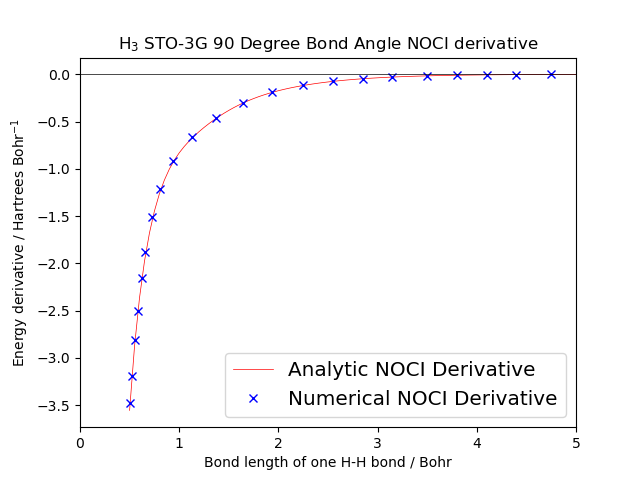 H₃ STO-3G 90 Degree Bond Angle NOCI derivative
Energy derivative / Hartrees Bohr⁻¹
0.0
−0.5
−1.0
−1.5
−2.0
−2.5
−3.0
−3.5
Analytic NOCI Derivative
Numerical NOCI Derivative
0 1 2 3 4 5
Bond length of one H-H bond / Bohr